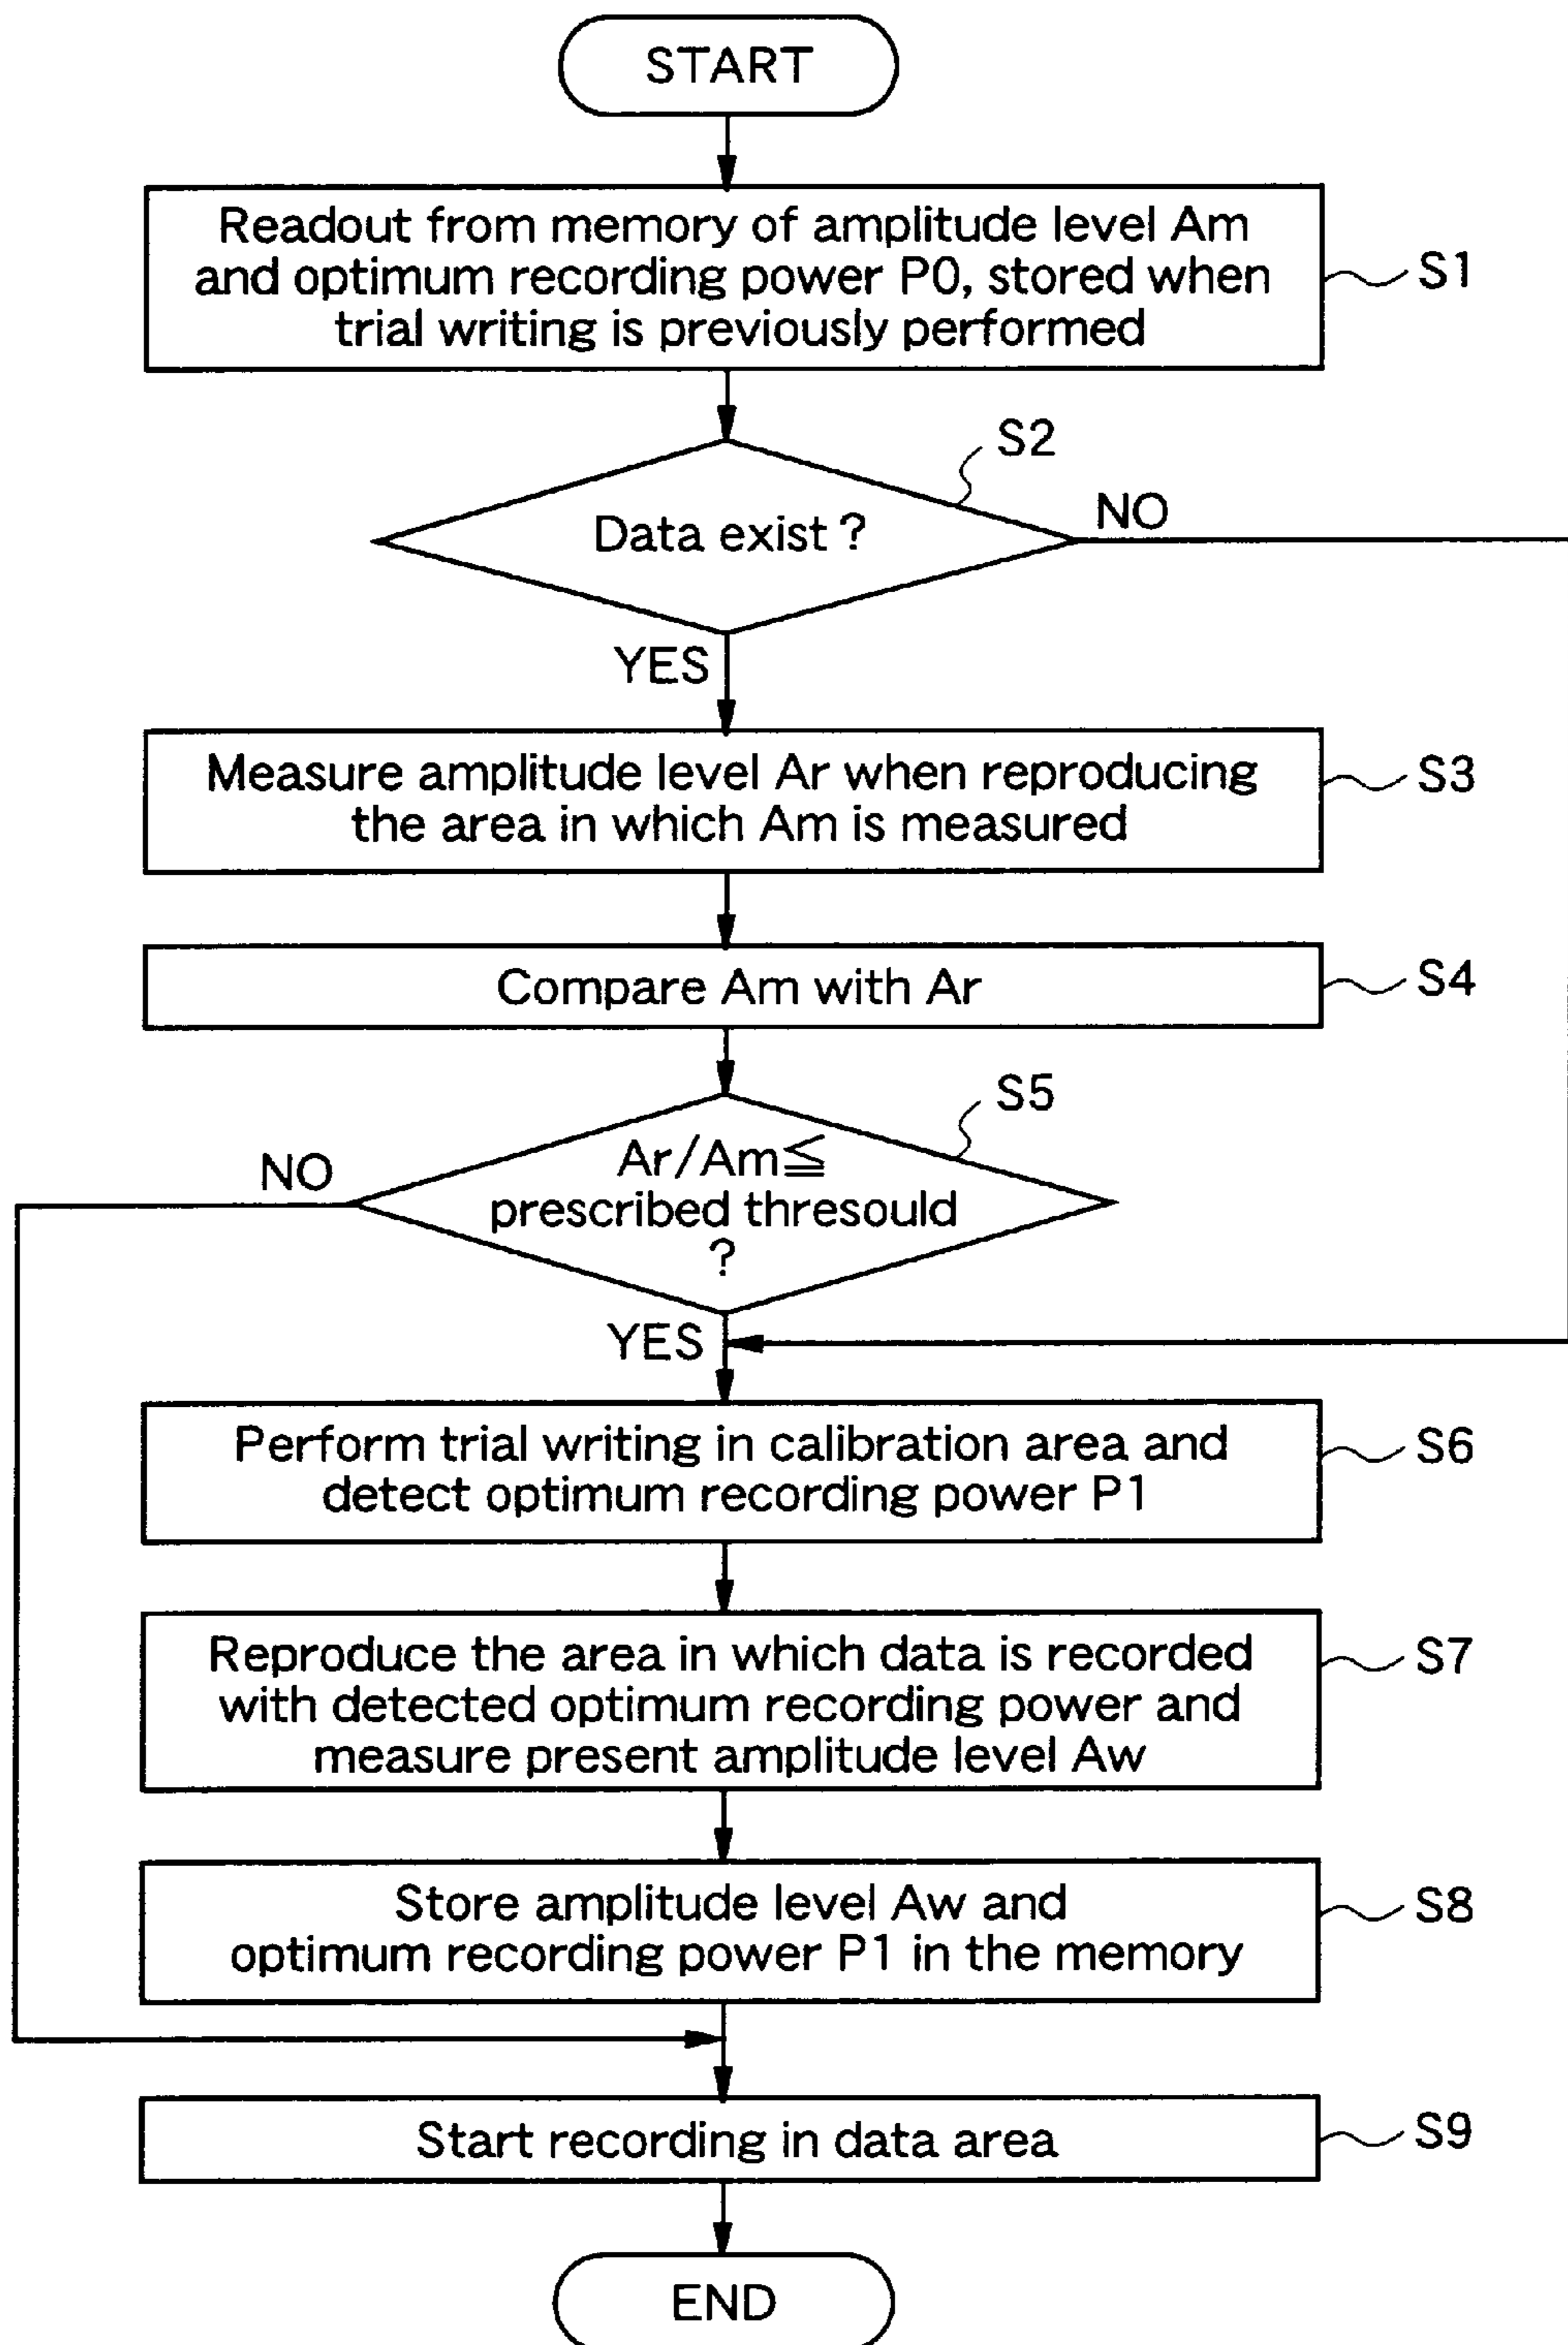 START
Readout from memory of amplitude level Am
and optimum recording power P0, stored when
trial writing is previously performed
S1
S2
Data exist ?
NO
YES
Measure amplitude level Ar when reproducing
the area in which Am is measured
S3
Compare Am with Ar
S4
S5
Ar/Am≦
prescribed thresould
?
NO
YES
Perform trial writing in calibration area and
detect optimum recording power P1
S6
Reproduce the area in which data is recorded
with detected optimum recording power and
measure present amplitude level Aw
S7
Store amplitude level Aw and
optimum recording power P1 in the memory
S8
Start recording in data area
S9
END